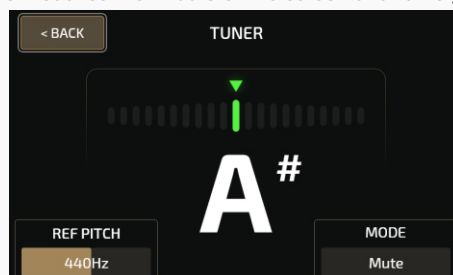 < BACK
TUNER
A#
REF PITCH
440Hz
MODE
Mute